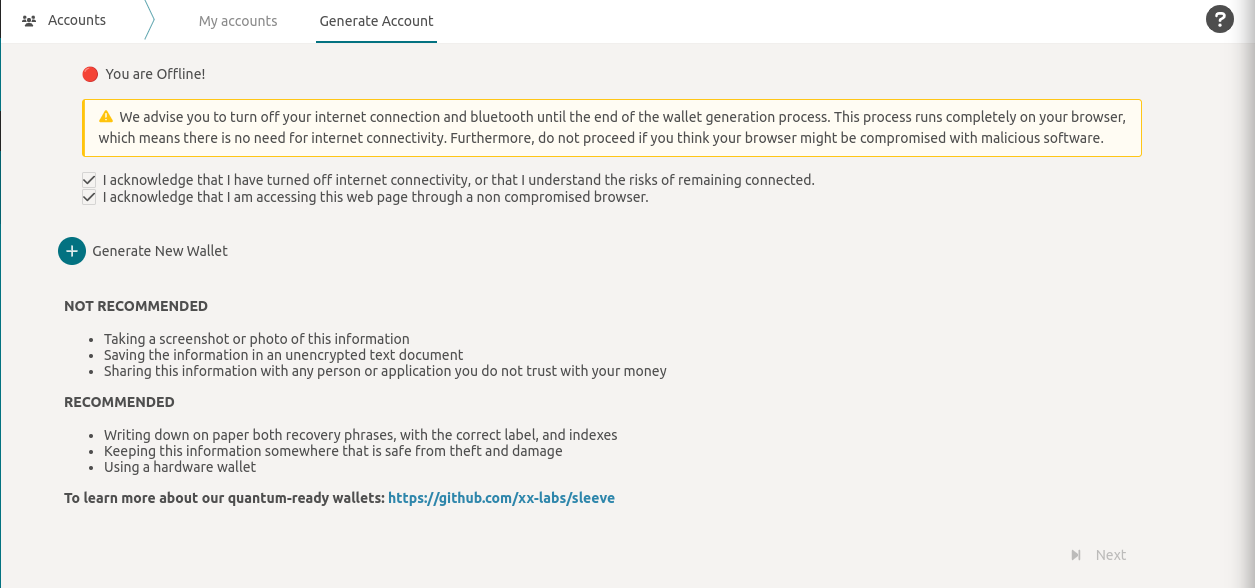 Accounts
My accounts
Generate Account
?
You are Offline!
We advise you to turn off your internet connection and bluetooth until the end of the wallet generation process. This process runs completely on your browser,
which means there is no need for internet connectivity. Furthermore, do not proceed if you think your browser might be compromised with malicious software.
I acknowledge that I have turned off internet connectivity, or that I understand the risks of remaining connected.
I acknowledge that I am accessing this web page through a non compromised browser.
Generate New Wallet
NOT RECOMMENDED
• Taking a screenshot or photo of this information
• Saving the information in an unencrypted text document
• Sharing this information with any person or application you do not trust with your money
RECOMMENDED
• Writing down on paper both recovery phrases, with the correct label, and indexes
• Keeping this information somewhere that is safe from theft and damage
• Using a hardware wallet
To learn more about our quantum-ready wallets: https://github.com/xx-labs/sleeve
Next